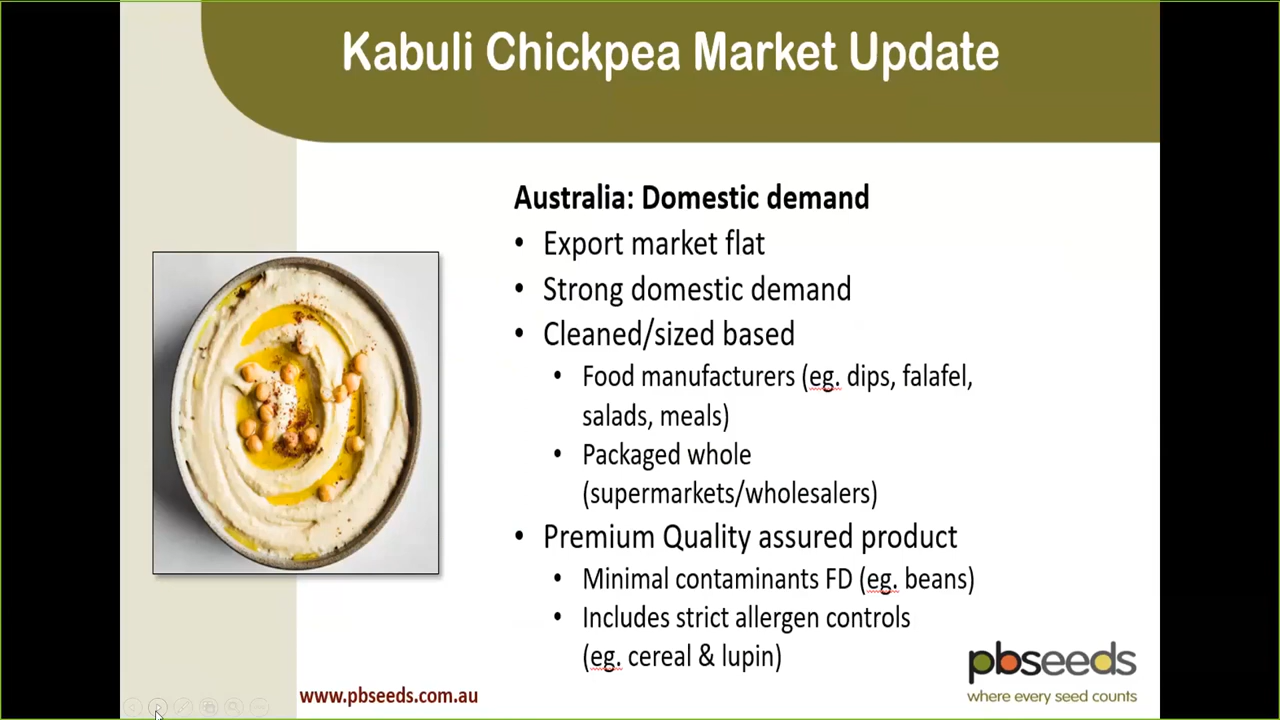 Kabuli Chickpea Market Update
Australia: Domestic demand
• Export market flat
• Strong domestic demand
• Cleaned/sized based
• Food manufacturers (eg. dips, falafel,
salads, meals)
• Packaged whole
(supermarkets/wholesalers)
• Premium Quality assured product
• Minimal contaminants FD (eg. beans)
• Includes strict allergen controls
(eg. cereal & lupin)
pbseeds
where every seed counts
www.pbseeds.com.au